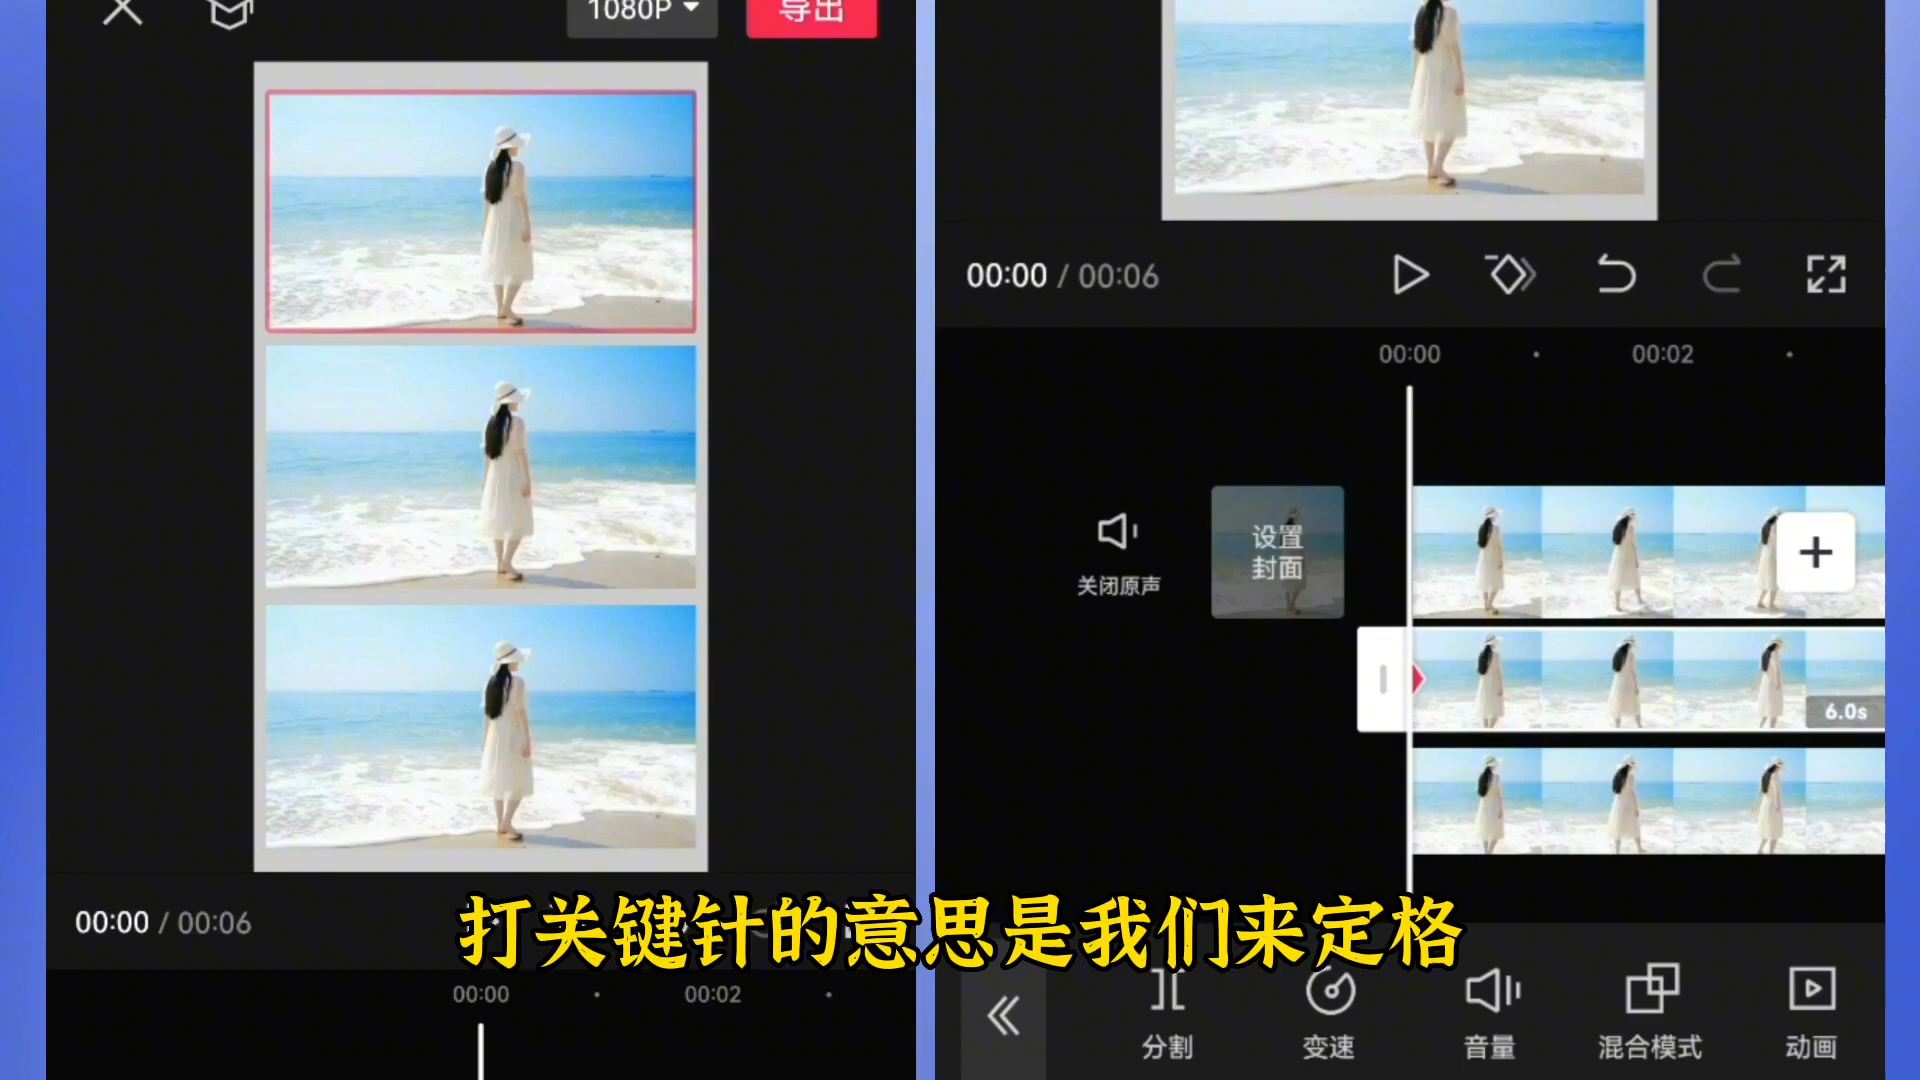 1080P
导出
00:00 / 00:06
00:00
00:02
00:00 / 00:06
00:00
00:02
关闭原声
设置
封面
6.0s
打关键针的意思是我们来定格
分割
变速
音量
混合模式
动画